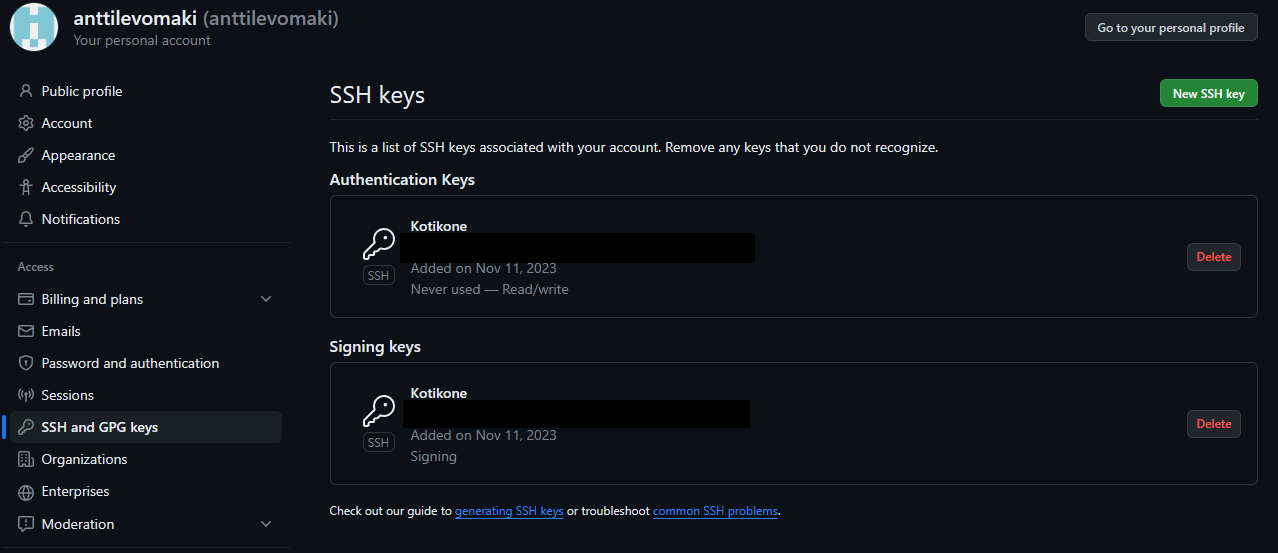 anttilevomaki (anttilevomaki)
Your personal account
Go to your personal profile
Public profile
Account
Appearance
Accessibility
Notifications
Access
Billing and plans
Emails
Password and authentication
Sessions
SSH and GPG keys
Organizations
Enterprises
Moderation
SSH keys
New SSH key
This is a list of SSH keys associated with your account. Remove any keys that you do not recognize.
Authentication Keys
Kotikone
SSH
Added on Nov 11, 2023
Never used — Read/write
Delete
Signing keys
Kotikone
SSH
Added on Nov 11, 2023
Signing
Delete
Check out our guide to generating SSH keys or troubleshoot common SSH problems.